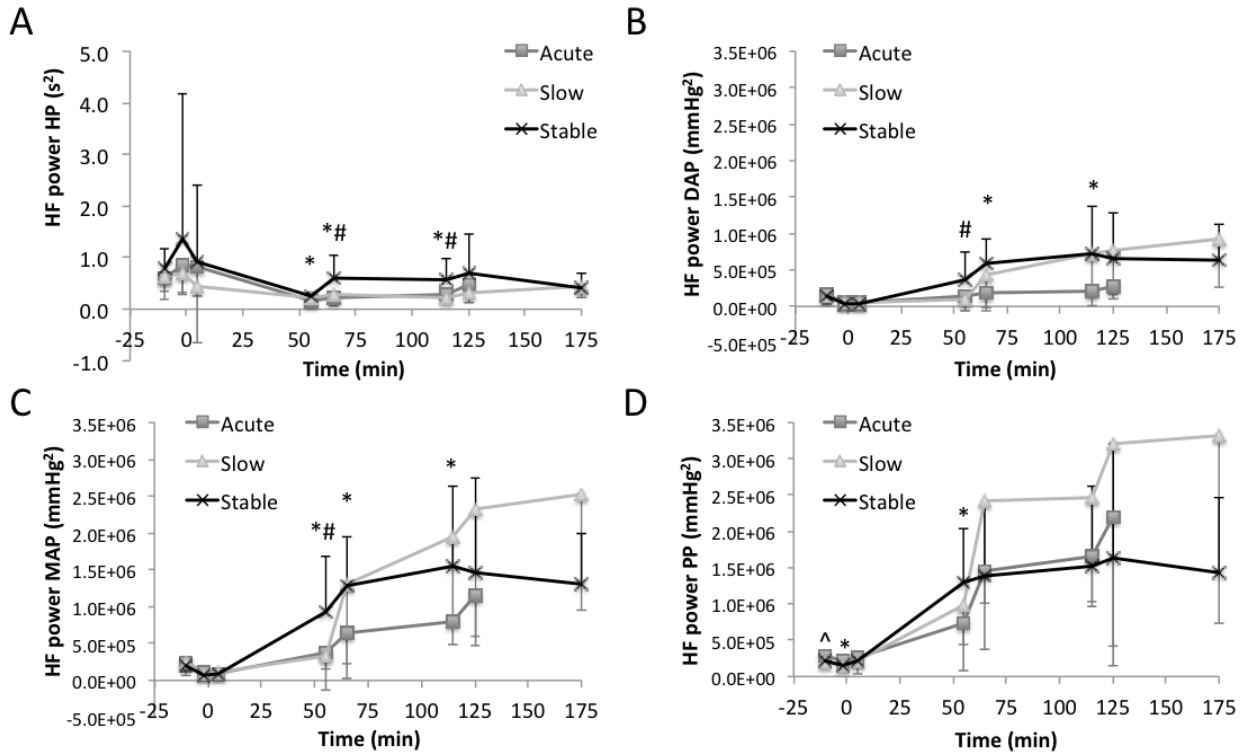 A
HF power HP (s²)
5.0
4.0
3.0
2.0
1.0
0.0
-1.0
Acute
Slow
Stable
* *# *#
-25 0 25 50 75 100 125 150 175
Time (min)
B
HF power DAP (mmHg²)
3.5E+06
3.0E+06
2.5E+06
2.0E+06
1.5E+06
1.0E+06
5.0E+05
0.0E+00
-5.0E+05
Acute
Slow
Stable
# * *
-25 0 25 50 75 100 125 150 175
Time (min)
C
HF power MAP (mmHg²)
3.5E+06
3.0E+06
2.5E+06
2.0E+06
1.5E+06
1.0E+06
5.0E+05
0.0E+00
-5.0E+05
Acute
Slow
Stable
*# * *
-25 0 25 50 75 100 125 150 175
Time (min)
D
HF power PP (mmHg²)
3.5E+06
3.0E+06
2.5E+06
2.0E+06
1.5E+06
1.0E+06
5.0E+05
0.0E+00
Acute
Slow
Stable
^ * *
-25 0 25 50 75 100 125 150 175
Time (min)